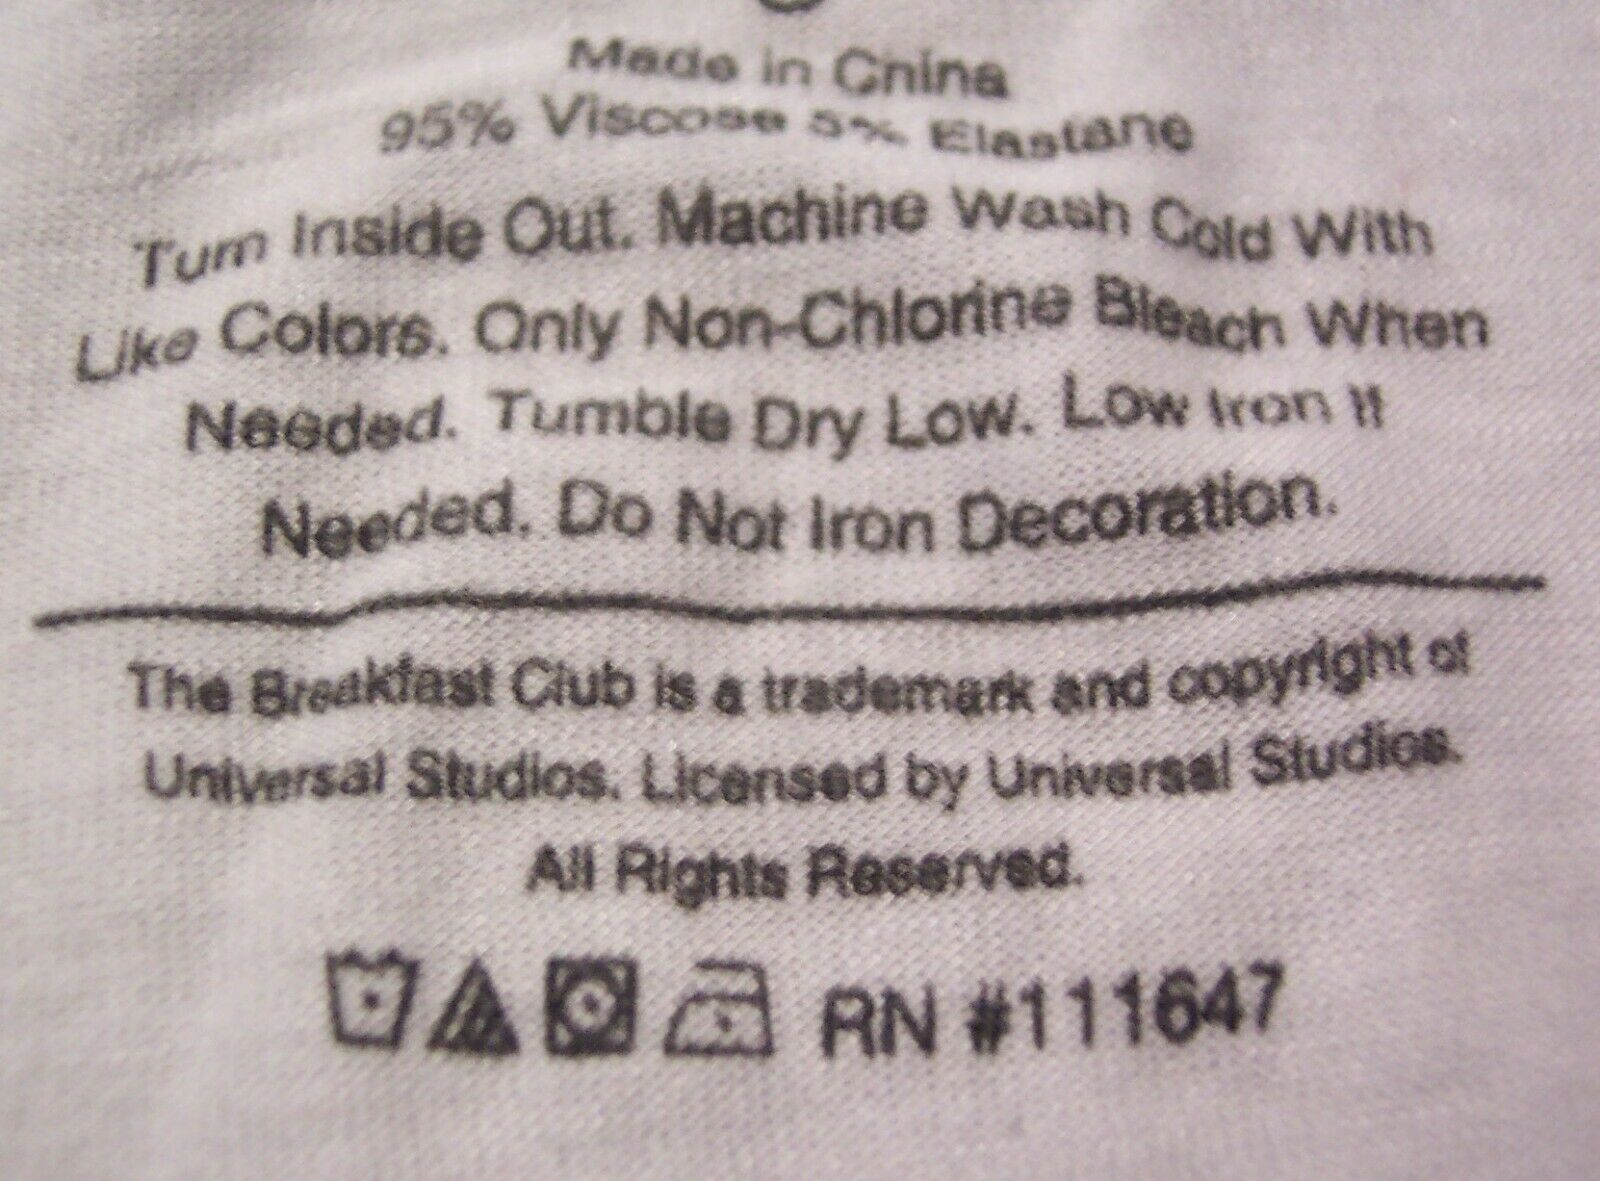 Made in China
95% Viscose 5% Elastane
Turn Inside Out. Machine Wash Cold With
Like Colors. Only Non-Chlorine Bleach When
Needed. Tumble Dry Low. Low Iron If
Needed. Do Not Iron Decoration.
The Breakfast Club is a trademark and copyright of
Universal Studios. Licensed by Universal Studios.
All Rights Reserved.
RN #111647